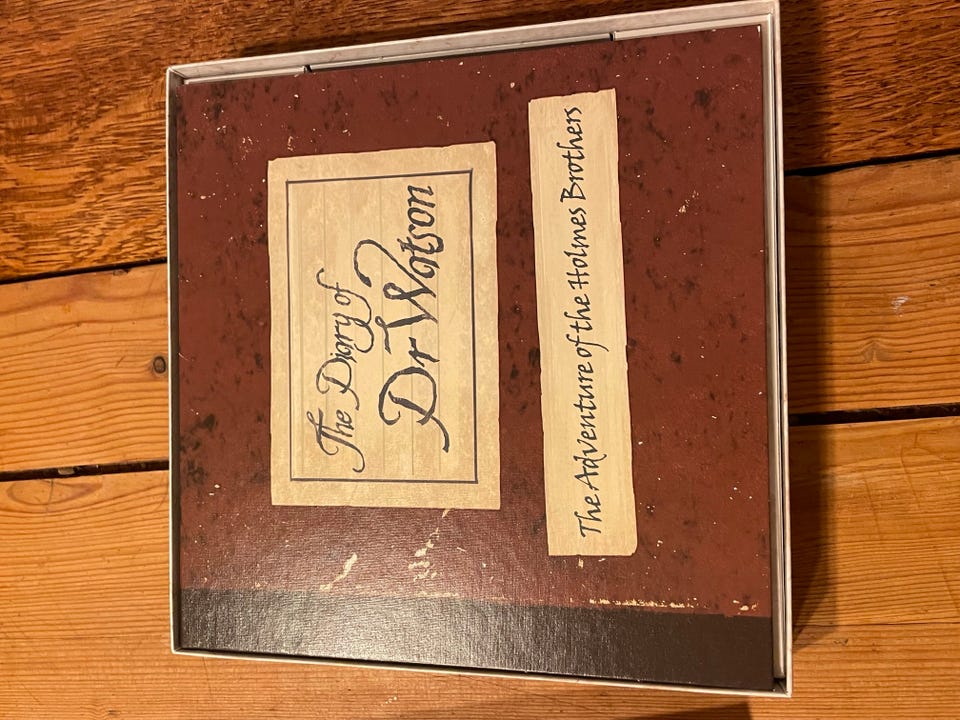 The Diary of
Dr Watson
The Adventure of the Holmes Brothers